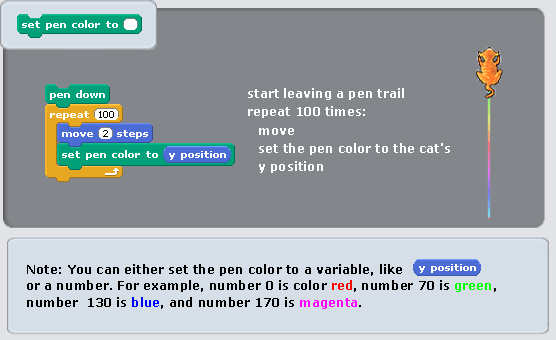 set pen color to
pen down
repeat 100
move 2 steps
set pen color to y position
start leaving a pen trail
repeat 100 times:
move
set the pen color to the cat's
y position
Note: You can either set the pen color to a variable, like y position
or a number. For example, number 0 is color red, number 70 is green,
number 130 is blue, and number 170 is magenta.